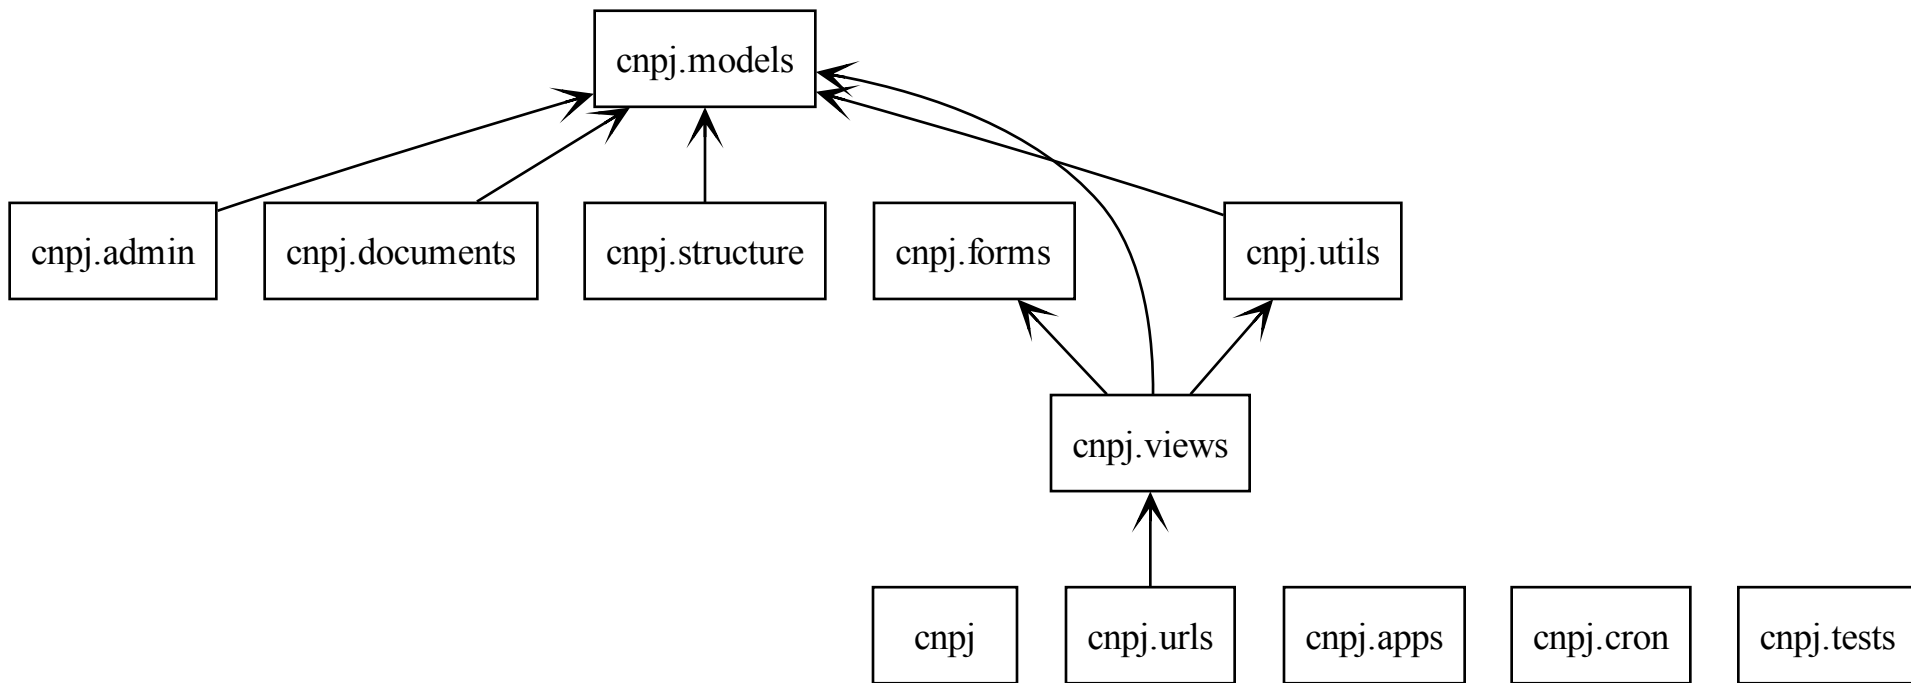 cnpj.models
cnpj.admin
cnpj.documents
cnpj.structure
cnpj.forms
cnpj.utils
cnpj.views
cnpj
cnpj.urls
cnpj.apps
cnpj.cron
cnpj.tests